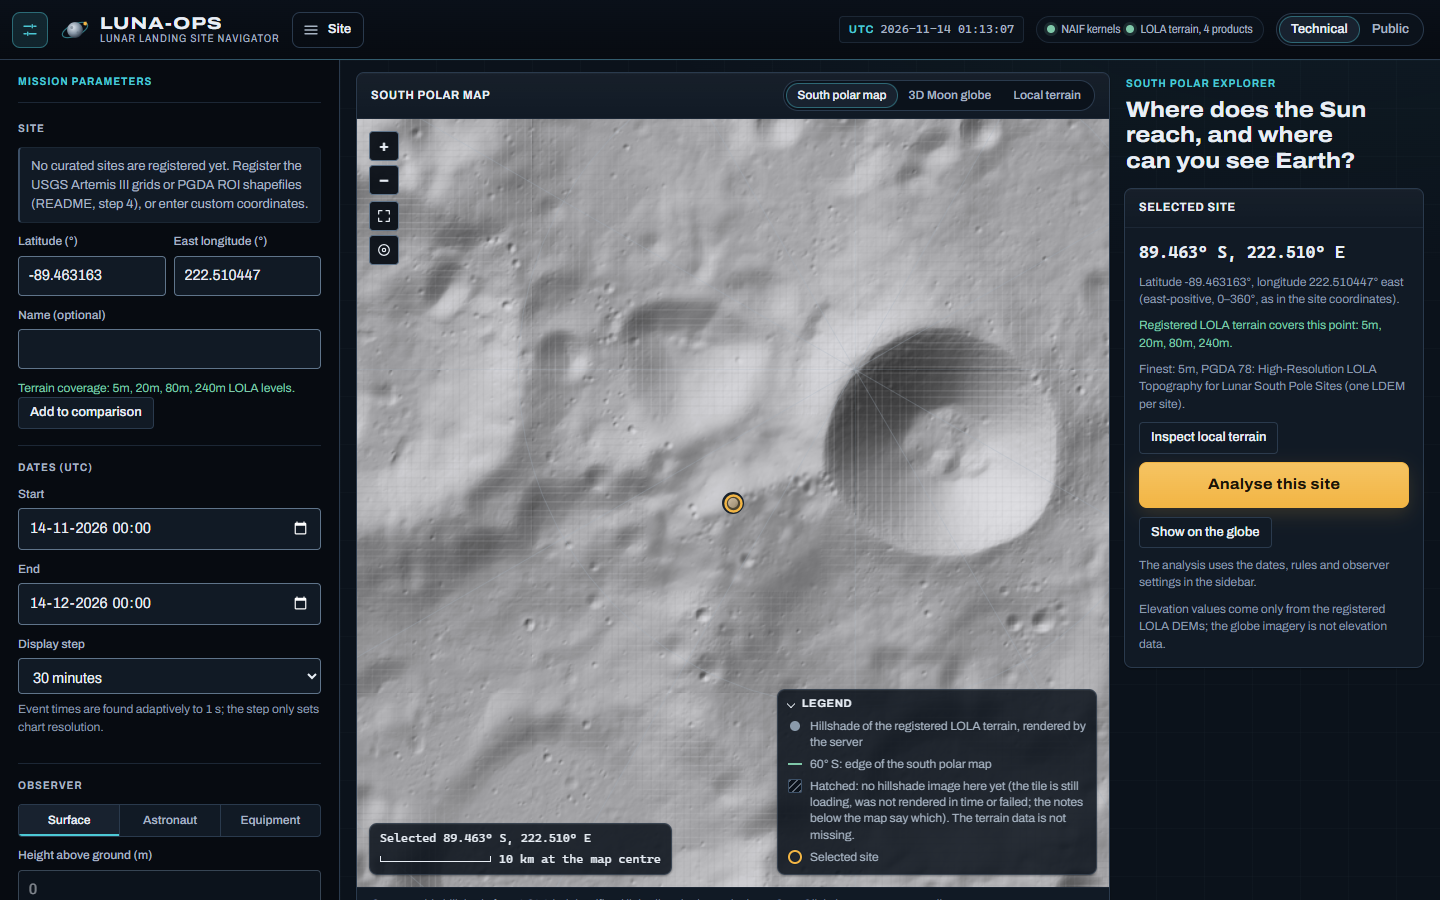 LUNA-OPS
LUNAR LANDING SITE NAVIGATOR
Site
UTC 2026-11-14 01:13:07
NAIF kernels
LOLA terrain, 4 products
Technical
Public
MISSION PARAMETERS
SITE
No curated sites are registered yet. Register the
USGS Artemis III grids or PGDA ROI shapefiles
(README, step 4), or enter custom coordinates.
Latitude (°)
East longitude (°)
-89.463163
222.510447
Name (optional)
Terrain coverage: 5m, 20m, 80m, 240m LOLA levels.
Add to comparison
DATES (UTC)
Start
14-11-2026 00:00
End
14-12-2026 00:00
Display step
30 minutes
Event times are found adaptively to 1 s; the step only sets
chart resolution.
OBSERVER
Surface
Astronaut
Equipment
Height above ground (m)
0
SOUTH POLAR MAP
South polar map
3D Moon globe
Local terrain
+
−
LEGEND
Hillshade of the registered LOLA terrain, rendered by
the server
60° S: edge of the south polar map
Hatched: no hillshade image here yet (the tile is still
loading, was not rendered in time or failed; the notes
below the map say which). The terrain data is not
missing.
Selected site
Selected 89.463° S, 222.510° E
10 km at the map centre
SOUTH POLAR EXPLORER
Where does the Sun
reach, and where
can you see Earth?
SELECTED SITE
89.463° S, 222.510° E
Latitude -89.463163°, longitude 222.510447° east
(east-positive, 0–360°, as in the site coordinates).
Registered LOLA terrain covers this point: 5m,
20m, 80m, 240m.
Finest: 5m, PGDA 78: High-Resolution LOLA
Topography for Lunar South Pole Sites (one LDEM
per site).
Inspect local terrain
Analyse this site
Show on the globe
The analysis uses the dates, rules and observer
settings in the sidebar.
Elevation values come only from the registered
LOLA DEMs; the globe imagery is not elevation
data.